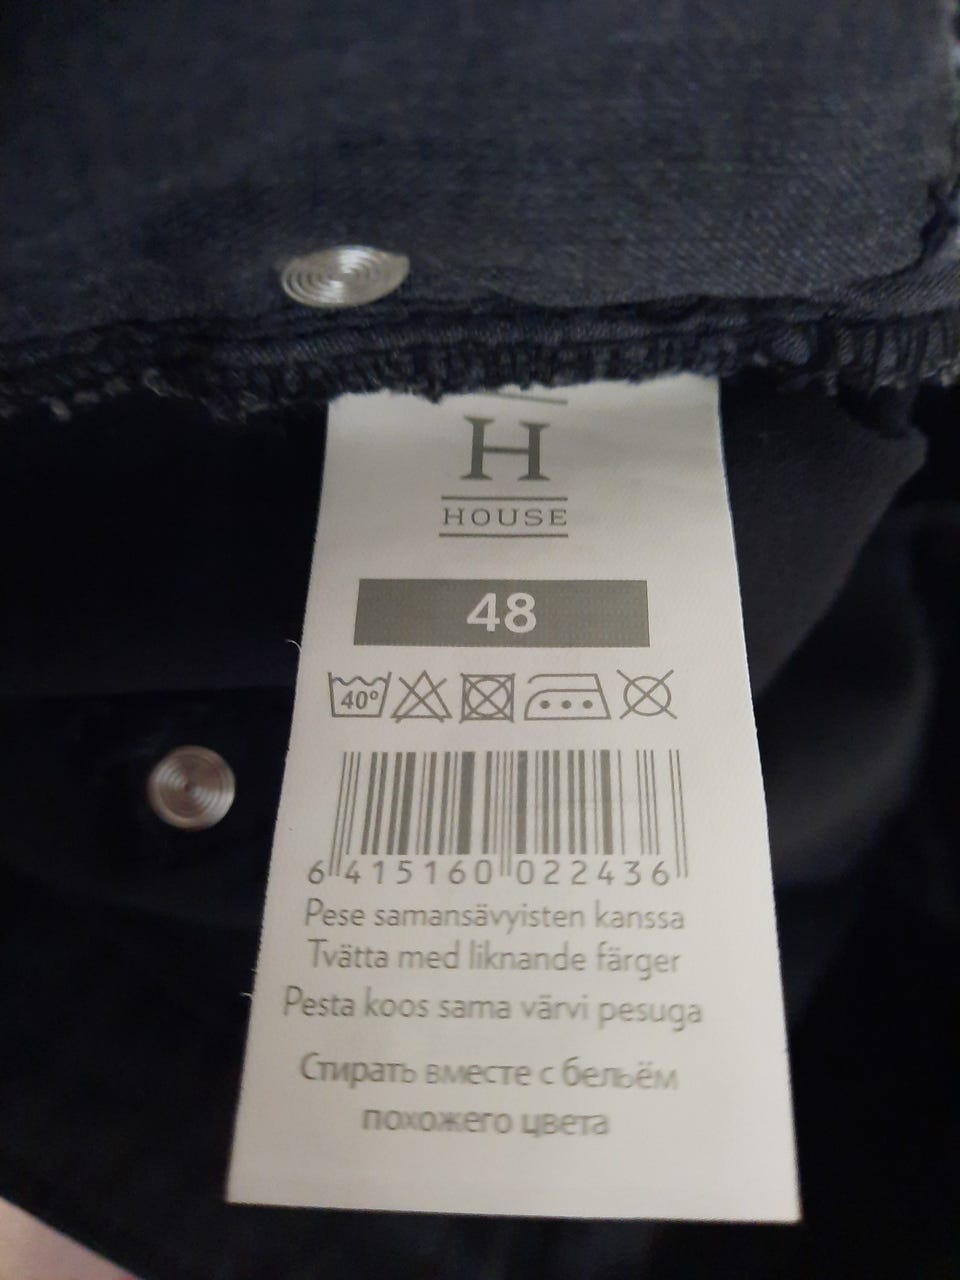 H
HOUSE
48
40°
6 415160 022436
Pese samansävyisten kanssa
Tvätta med liknande färger
Pesta koos sama värvi pesuga
Стирать вместе с бельём
похожего цвета